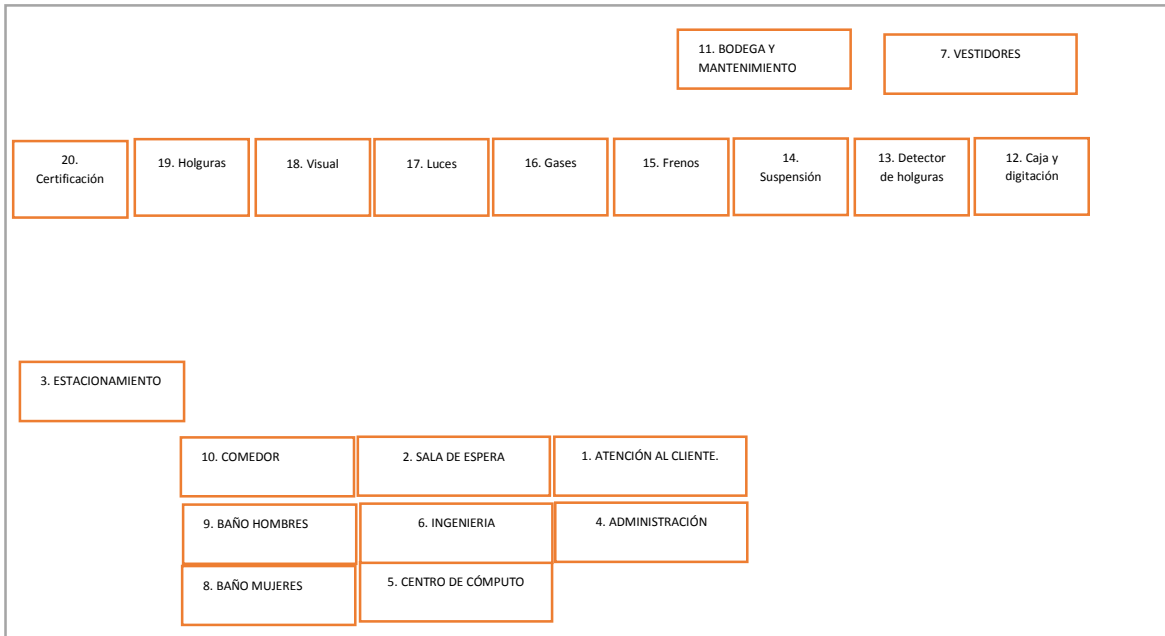 11. BODEGA Y
MANTENIMIENTO
7. VESTIDORES
20.
Certificación
19. Holguras
18. Visual
17. Luces
16. Gases
15. Frenos
14.
Suspensión
13. Detector
de holguras
12. Caja y
digitación
3. ESTACIONAMIENTO
10. COMEDOR
2. SALA DE ESPERA
1. ATENCIÓN AL CLIENTE.
9. BAÑO HOMBRES
6. INGENIERIA
4. ADMINISTRACIÓN
8. BAÑO MUJERES
5. CENTRO DE CÓMPUTO